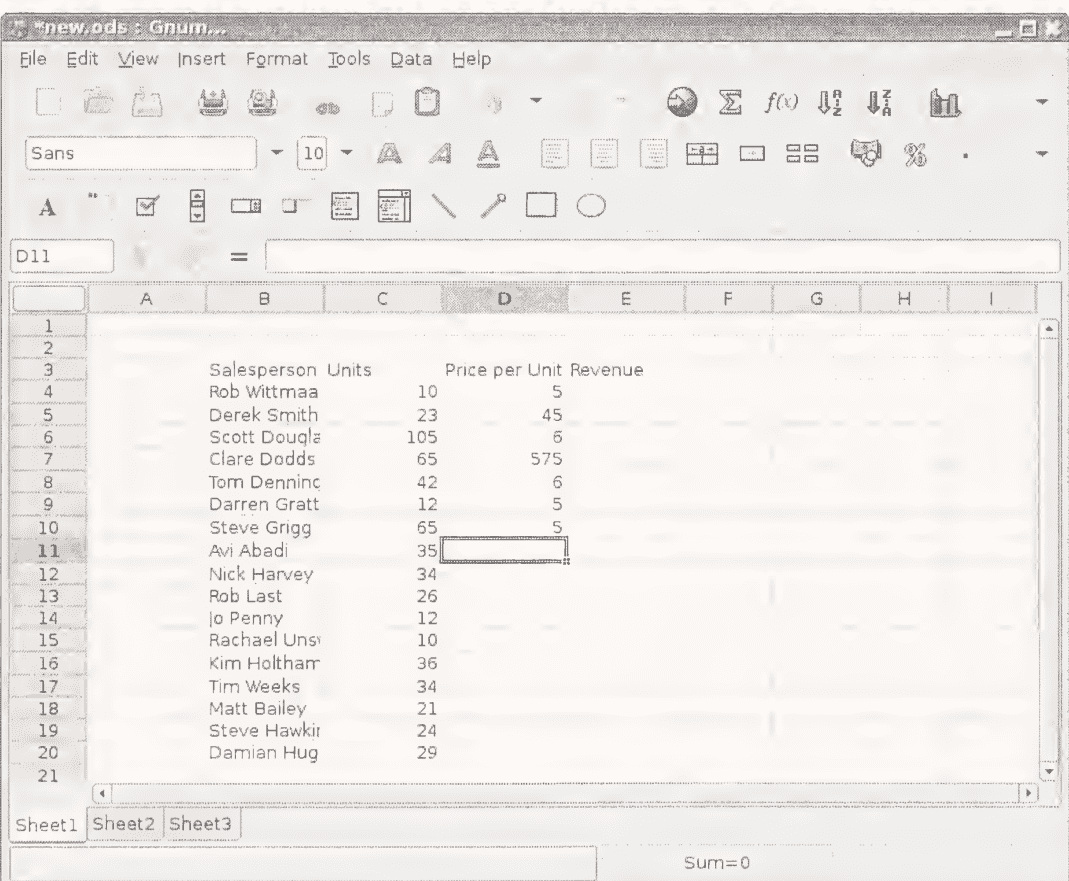 *new.ods : Gnum...
File Edit View Insert Format Tools Data Help
f(x)
Sans 10 A A A %
A
D11 =
A B C D E F G H I
1
2
3 Salesperson Units Price per Unit Revenue
4 Rob Wittmaa 10 5
5 Derek Smith 23 45
6 Scott Dougla 105 6
7 Clare Dodds 65 575
8 Tom Denning 42 6
9 Darren Gratt 12 5
10 Steve Grigg 65 5
11 Avi Abadi 35
12 Nick Harvey 34
13 Rob Last 26
14 Jo Penny 12
15 Rachael Unsw 10
16 Kim Holtham 36
17 Tim Weeks 34
18 Matt Bailey 21
19 Steve Hawkin 24
20 Damian Hug 29
21
Sheet1 Sheet2 Sheet3
Sum=0